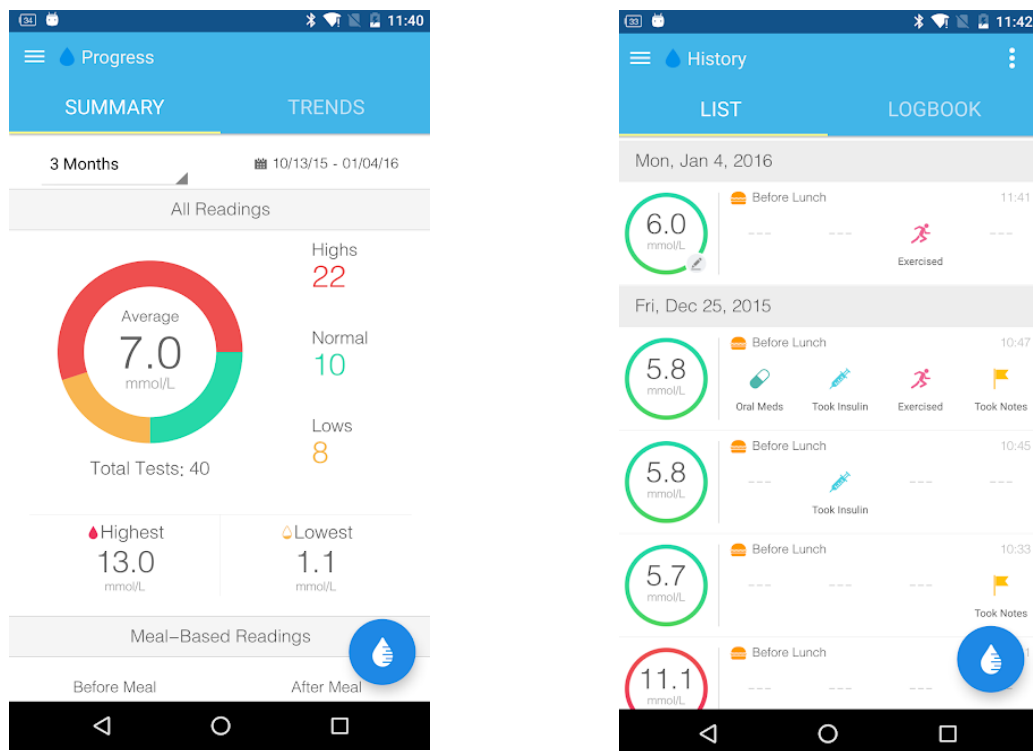 34
11:40
Progress
SUMMARY
TRENDS
3 Months
10/13/15 - 01/04/16
All Readings
Average
7.0
mmol/L
Highs
22
Normal
10
Lows
8
Total Tests: 40
Highest
13.0
mmol/L
Lowest
1.1
mmol/L
Meal-Based Readings
Before Meal
After Meal
33
11:42
History
LIST
LOGBOOK
Mon, Jan 4, 2016
6.0
mmol/L
Before Lunch
11:41
--- --- ---
Exercised
Fri, Dec 25, 2015
5.8
mmol/L
Before Lunch
10:47
Oral Meds
Took Insulin
Exercised
Took Notes
5.8
mmol/L
Before Lunch
10:45
--- --- ---
Took Insulin
5.7
mmol/L
Before Lunch
10:33
--- --- ---
Took Notes
11.1
mmol/L
Before Lunch
--- --- ---